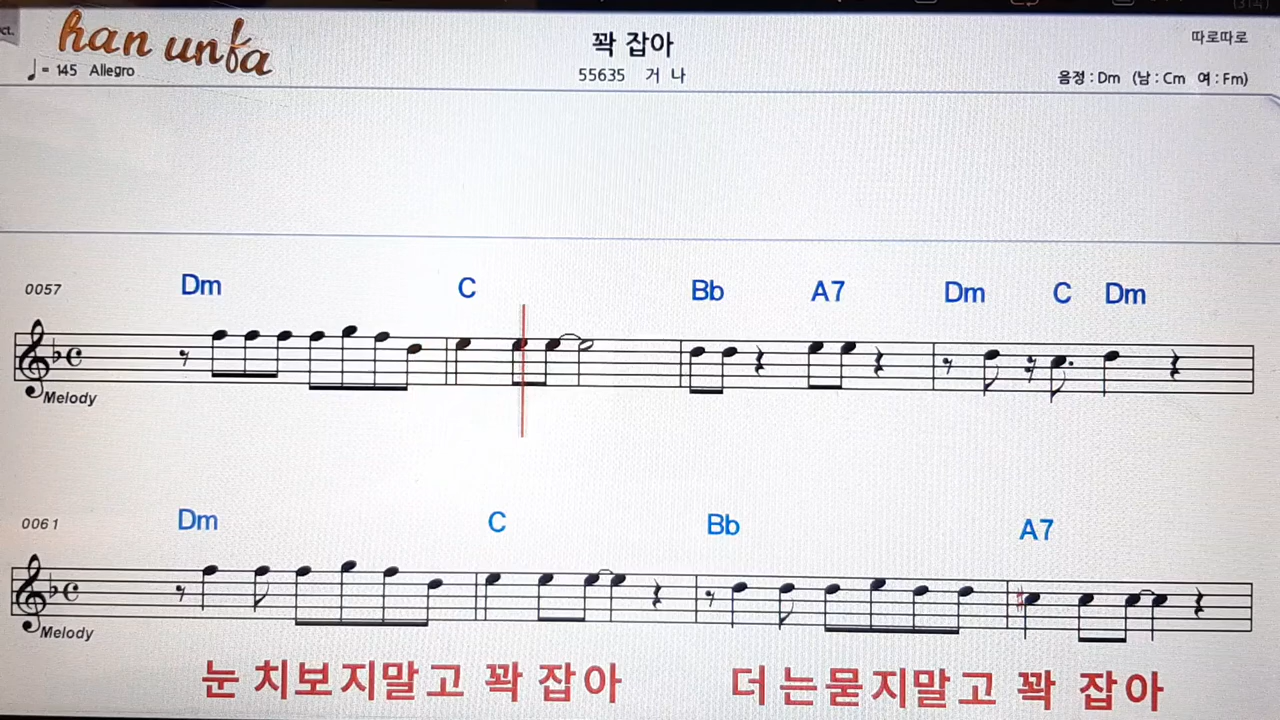 ct.
han unfa
꽉 잡아
따로따로
♩= 145 Allegro
55635 거 나
음정 : Dm (남 : Cm 여 : Fm)
0057 Dm C Bb A7 Dm C Dm
Melody
0061 Dm C Bb A7
Melody
눈 치보지말고 꽉 잡아 더 는묻지말고 꽉 잡아